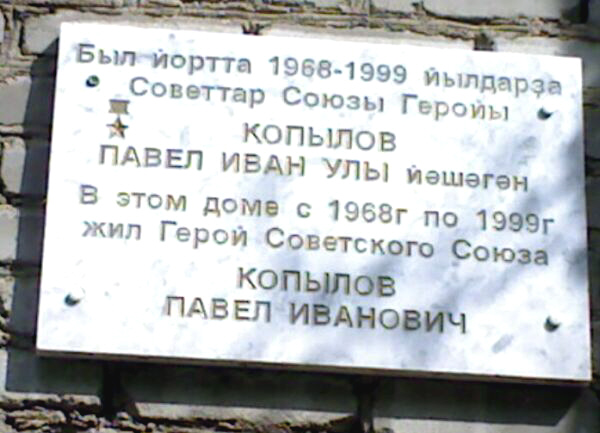 Был йортта 1968-1999 йылдарҙа
Советтар Союзы Геройы
КОПЫЛОВ
ПАВЕЛ ИВАН УЛЫ йәшәгән
В этом доме с 1968г по 1999г
жил Герой Советского Союза
КОПЫЛОВ
ПАВЕЛ ИВАНОВИЧ